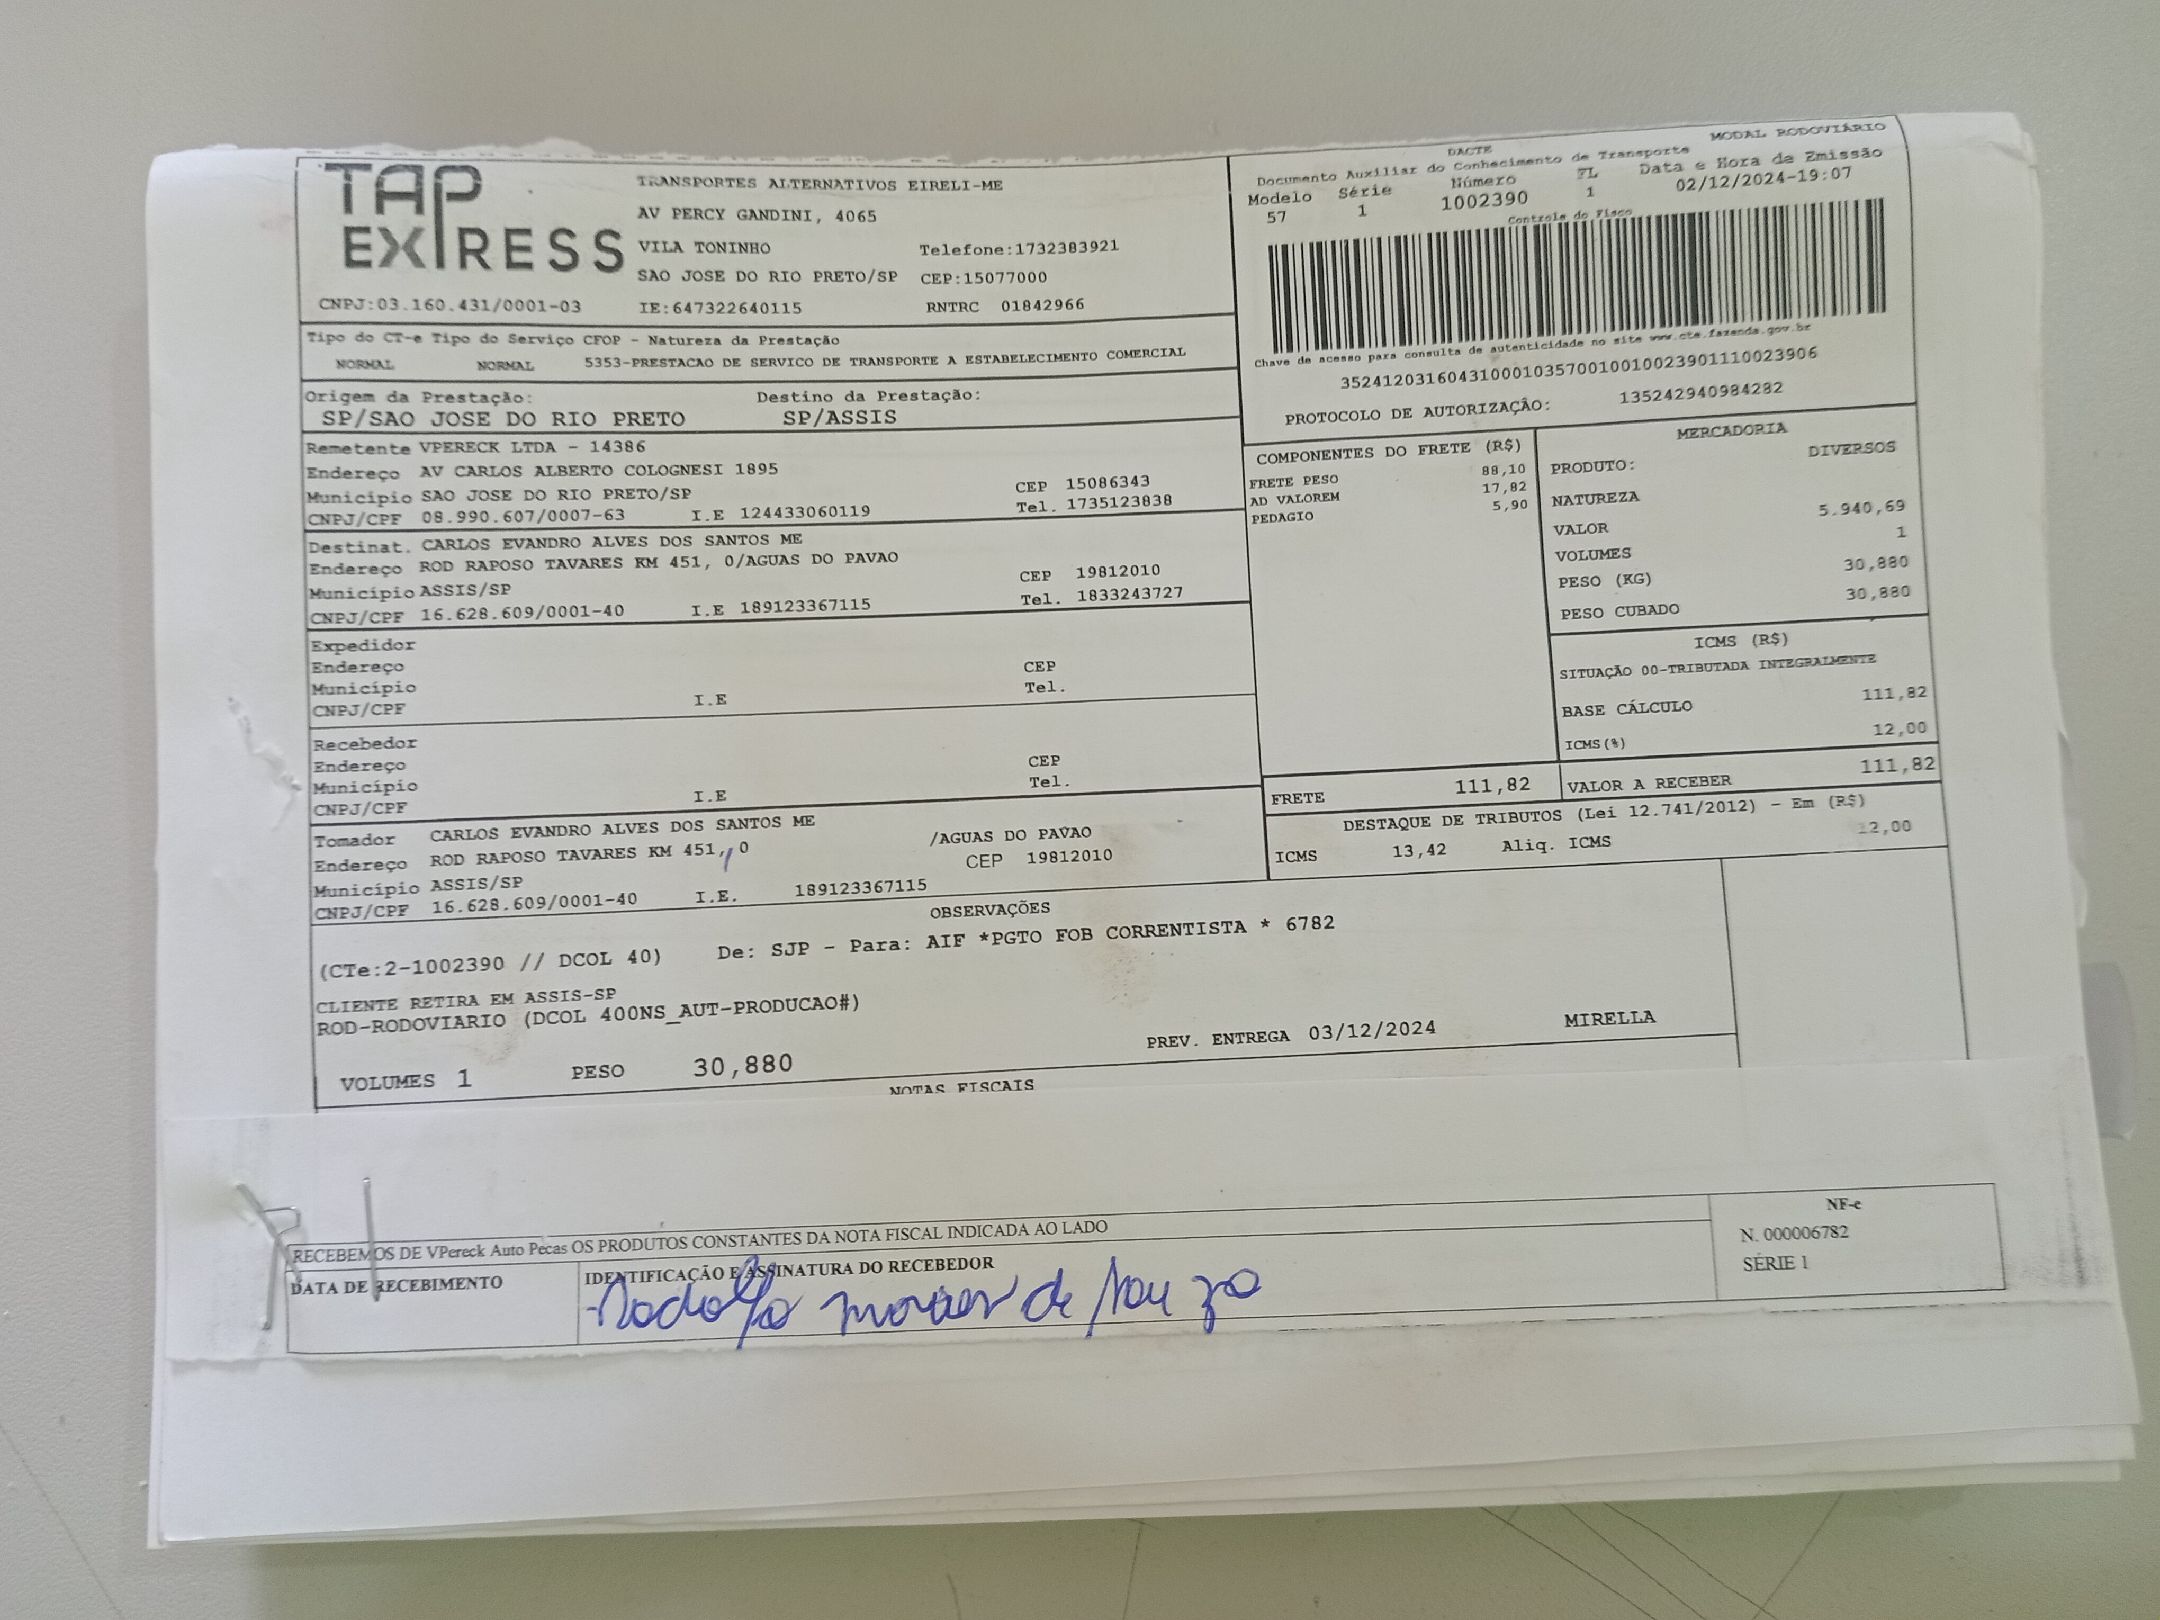 TAP EXPRESS
TRANSPORTES ALTERNATIVOS EIRELI-ME
AV PERCY GANDINI, 4065
VILA TONINHO Telefone:1732383921
SAO JOSE DO RIO PRETO/SP CEP:15077000
CNPJ:03.160.431/0001-03 IE:647322640115 RNTRC 01842966
DACTE MODAL RODOVIÁRIO
Documento Auxiliar do Conhecimento de Transporte
Modelo Série Número FL Data e Hora da Emissão
57 1 1002390 1 02/12/2024-19:07
Controle do Fisco
Chave de acesso para consulta de autenticidade no site www.cte.fazenda.gov.br
35241203160431000103570010010023901110023906
PROTOCOLO DE AUTORIZAÇÃO: 135242940984282
Tipo do CT-e Tipo do Serviço CFOP - Natureza da Prestação
NORMAL NORMAL 5353-PRESTACAO DE SERVICO DE TRANSPORTE A ESTABELECIMENTO COMERCIAL
Origem da Prestação: Destino da Prestação:
SP/SAO JOSE DO RIO PRETO SP/ASSIS
Remetente VPERECK LTDA - 14386
Endereço AV CARLOS ALBERTO COLOGNESI 1895
Município SAO JOSE DO RIO PRETO/SP CEP 15086343
CNPJ/CPF 08.990.607/0007-63 I.E 124433060119 Tel. 1735123838
Destinat. CARLOS EVANDRO ALVES DOS SANTOS ME
Endereço ROD RAPOSO TAVARES KM 451, 0/AGUAS DO PAVAO
Município ASSIS/SP CEP 19812010
CNPJ/CPF 16.628.609/0001-40 I.E 189123367115 Tel. 1833243727
Expedidor
Endereço CEP
Município Tel.
CNPJ/CPF I.E
Recebedor
Endereço CEP
Município Tel.
CNPJ/CPF I.E
Tomador CARLOS EVANDRO ALVES DOS SANTOS ME
Endereço ROD RAPOSO TAVARES KM 451, 0 /AGUAS DO PAVAO
Município ASSIS/SP CEP 19812010
CNPJ/CPF 16.628.609/0001-40 I.E. 189123367115
COMPONENTES DO FRETE (R$)
FRETE PESO 88,10
AD VALOREM 17,82
PEDAGIO 5,90
MERCADORIA
PRODUTO: DIVERSOS
NATUREZA
VALOR 5.940,69
VOLUMES 1
PESO (KG) 30,880
PESO CUBADO 30,880
ICMS (R$)
SITUAÇÃO 00-TRIBUTADA INTEGRALMENTE
BASE CÁLCULO 111,82
ICMS(%) 12,00
FRETE 111,82 VALOR A RECEBER 111,82
DESTAQUE DE TRIBUTOS (Lei 12.741/2012) - Em (R$)
ICMS 13,42 Aliq. ICMS 12,00
OBSERVAÇÕES
(CTe:2-1002390 // DCOL 40) De: SJP - Para: AIF *PGTO FOB CORRENTISTA * 6782
CLIENTE RETIRA EM ASSIS-SP
ROD-RODOVIARIO (DCOL 400NS_AUT-PRODUCAO#)
PREV. ENTREGA 03/12/2024 MIRELLA
VOLUMES 1 PESO 30,880
NOTAS FISCAIS
RECEBEMOS DE VPereck Auto Pecas OS PRODUTOS CONSTANTES DA NOTA FISCAL INDICADA AO LADO
DATA DE RECEBIMENTO IDENTIFICAÇÃO E ASSINATURA DO RECEBEDOR
Rodolfo moraes de Souza
NF-e
N. 000006782
SÉRIE 1